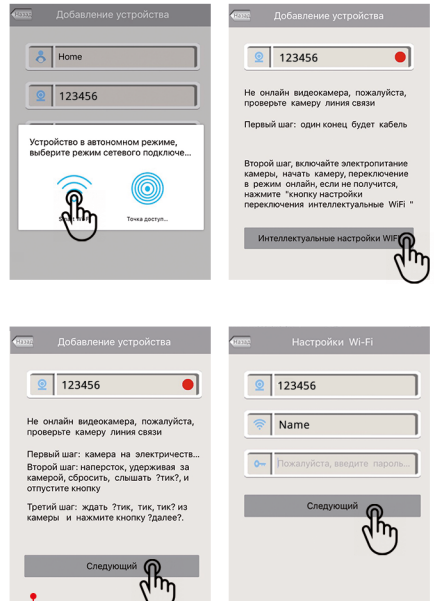 Добавление устройства
Home
123456
Устройство в автономном режиме,
выберите режим сетевого подключе...
Точка доступ...
Добавление устройства
123456
Не онлайн видеокамера, пожалуйста,
проверьте камеру линия связи
Первый шаг: один конец будет кабель
Второй шаг, включайте электропитание
камеры, начать камеру, переключение
в режим онлайн, если не получится,
нажмите "кнопку настройки
переключения интеллектуальные WiFi "
Интеллектуальные настройки WIFI
Добавление устройства
123456
Не онлайн видеокамера, пожалуйста,
проверьте камеру линия связи
Первый шаг: камера на электричеств...
Второй шаг: наперсток, удерживая за
камерой, сбросить, слышать ?тик?, и
отпустите кнопку
Третий шаг: ждать ?тик, тик, тик? из
камеры и нажмите кнопку ?далее?.
Следующий
Настройки Wi-Fi
123456
Name
Пожалуйста, введите пароль...
Следующий